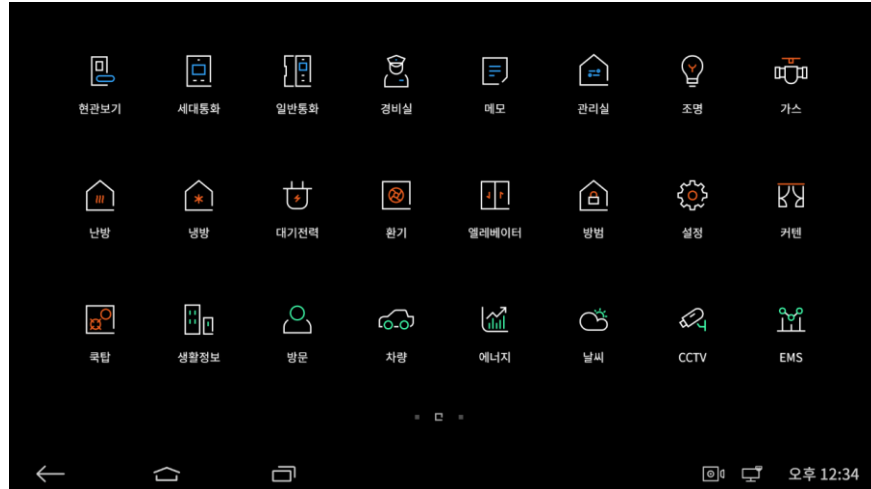 현관보기 세대통화 일반통화 경비실 메모 관리실 조명 가스
난방 냉방 대기전력 환기 엘레베이터 방범 설정 커텐
쿡탑 생활정보 방문 차량 에너지 날씨 CCTV EMS
오후 12:34